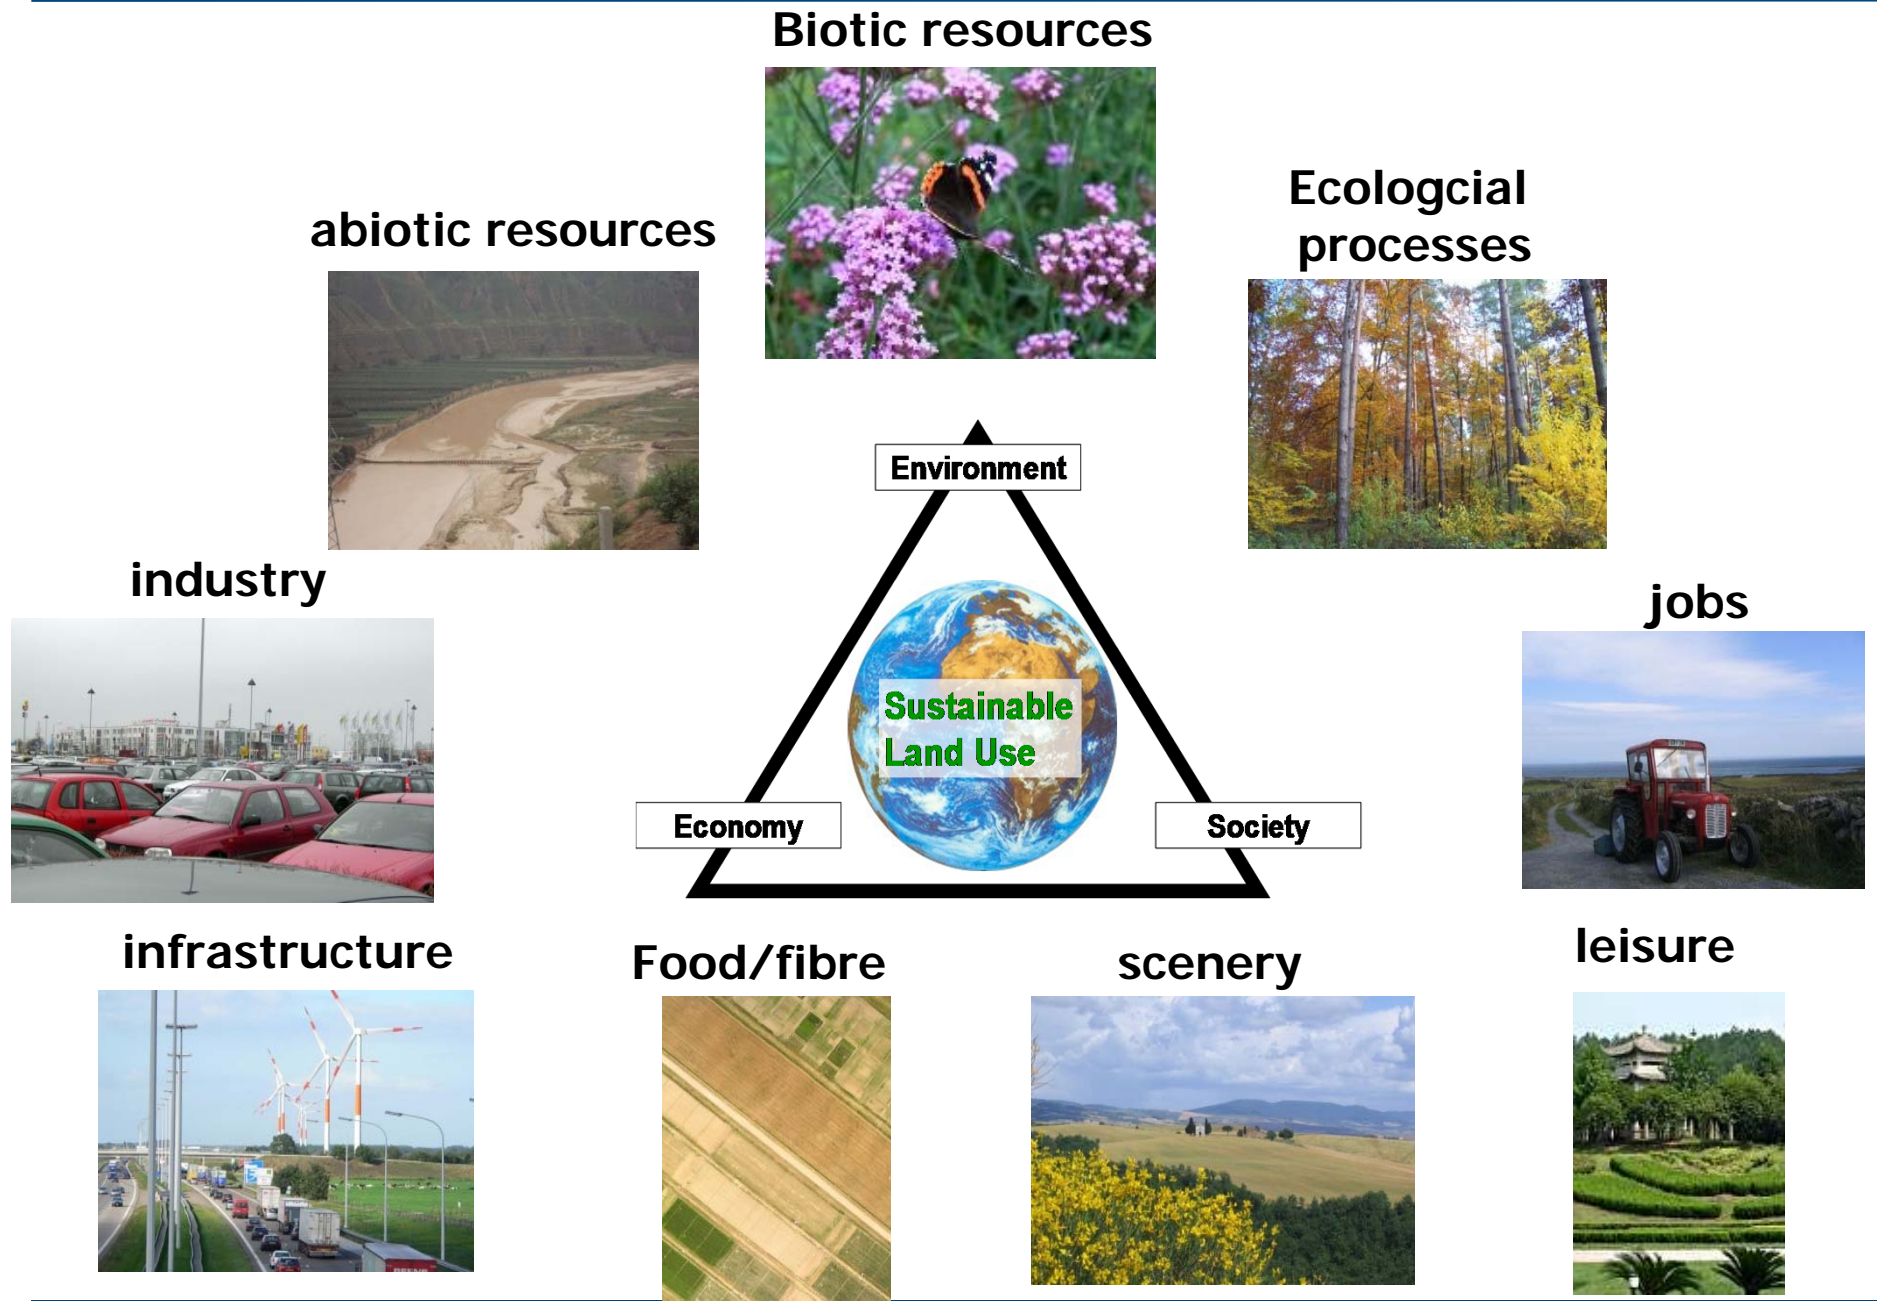 Biotic resources
Ecologcial
processes
abiotic resources
Environment
industry
jobs
Sustainable
Land Use
Economy
Society
infrastructure
Food/fibre
scenery
leisure